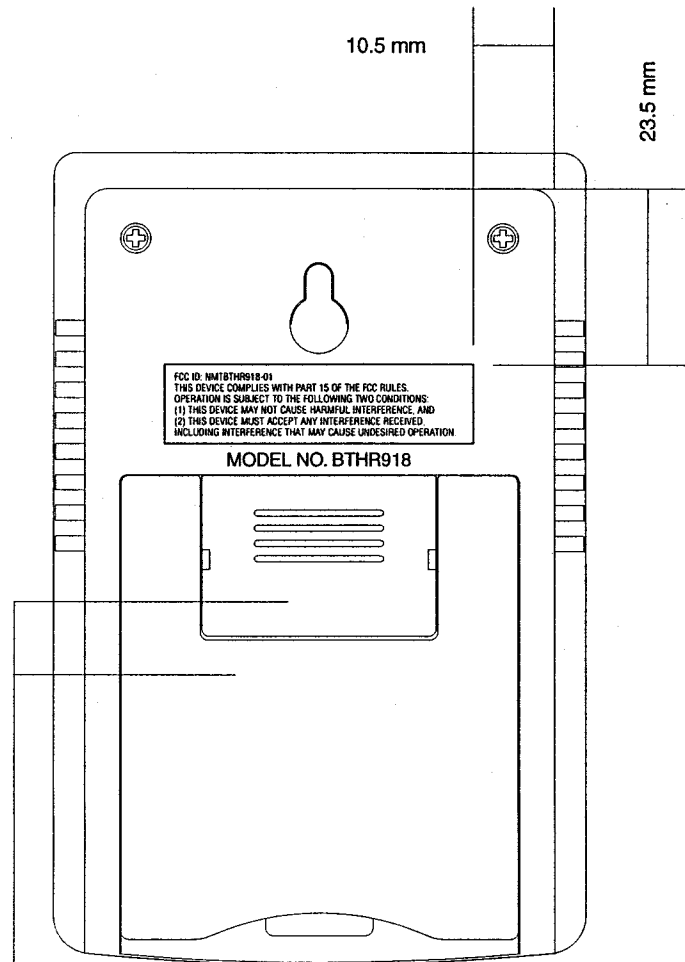 10.5 mm
23.5 mm
FCC ID: NMTBTHR918-01
THIS DEVICE COMPLIES WITH PART 15 OF THE FCC RULES.
OPERATION IS SUBJECT TO THE FOLLOWING TWO CONDITIONS:
(1) THIS DEVICE MAY NOT CAUSE HARMFUL INTERFERENCE, AND
(2) THIS DEVICE MUST ACCEPT ANY INTERFERENCE RECEIVED,
INCLUDING INTERFERENCE THAT MAY CAUSE UNDESIRED OPERATION.
MODEL NO. BTHR918